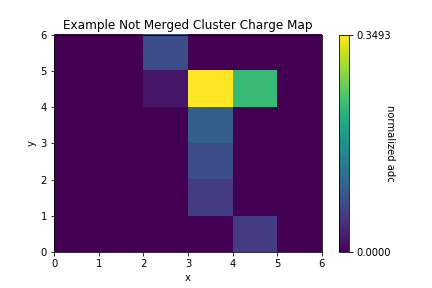 Example Not Merged Cluster Charge Map
6
5
4
3
2
1
0
y
0 1 2 3 4 5 6
x
0.3493
0.0000
normalized adc